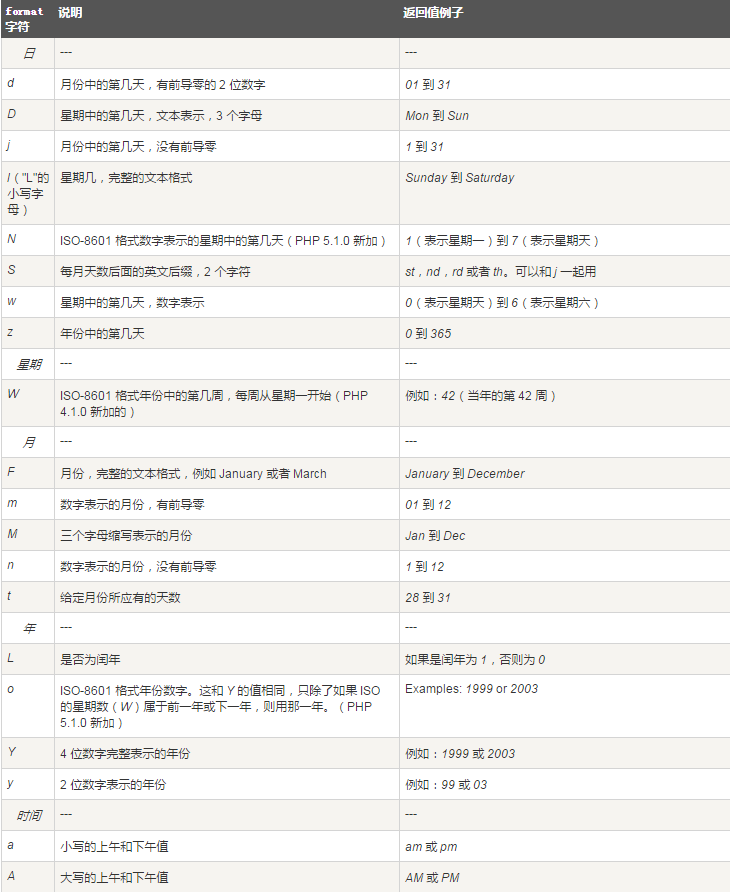 format 字符 说明 返回值例子
日 --- ---
d 月份中的第几天，有前导零的 2 位数字 01 到 31
D 星期中的第几天，文本表示，3 个字母 Mon 到 Sun
j 月份中的第几天，没有前导零 1 到 31
l（"L"的小写字母） 星期几，完整的文本格式 Sunday 到 Saturday
N ISO-8601 格式数字表示的星期中的第几天（PHP 5.1.0 新加） 1（表示星期一）到 7（表示星期天）
S 每月天数后面的英文后缀，2 个字符 st，nd，rd 或者 th。可以和 j 一起用
w 星期中的第几天，数字表示 0（表示星期天）到 6（表示星期六）
z 年份中的第几天 0 到 365
星期 --- ---
W ISO-8601 格式年份中的第几周，每周从星期一开始（PHP 4.1.0 新加的） 例如：42（当年的第 42 周）
月 --- ---
F 月份，完整的文本格式，例如 January 或者 March January 到 December
m 数字表示的月份，有前导零 01 到 12
M 三个字母缩写表示的月份 Jan 到 Dec
n 数字表示的月份，没有前导零 1 到 12
t 给定月份所应有的天数 28 到 31
年 --- ---
L 是否为闰年 如果是闰年为 1，否则为 0
o ISO-8601 格式年份数字。这和 Y 的值相同，只除了如果 ISO 的星期数（W）属于前一年或下一年，则用那一年。（PHP 5.1.0 新加） Examples: 1999 or 2003
Y 4 位数字完整表示的年份 例如：1999 或 2003
y 2 位数字表示的年份 例如：99 或 03
时间 --- ---
a 小写的上午和下午值 am 或 pm
A 大写的上午和下午值 AM 或 PM